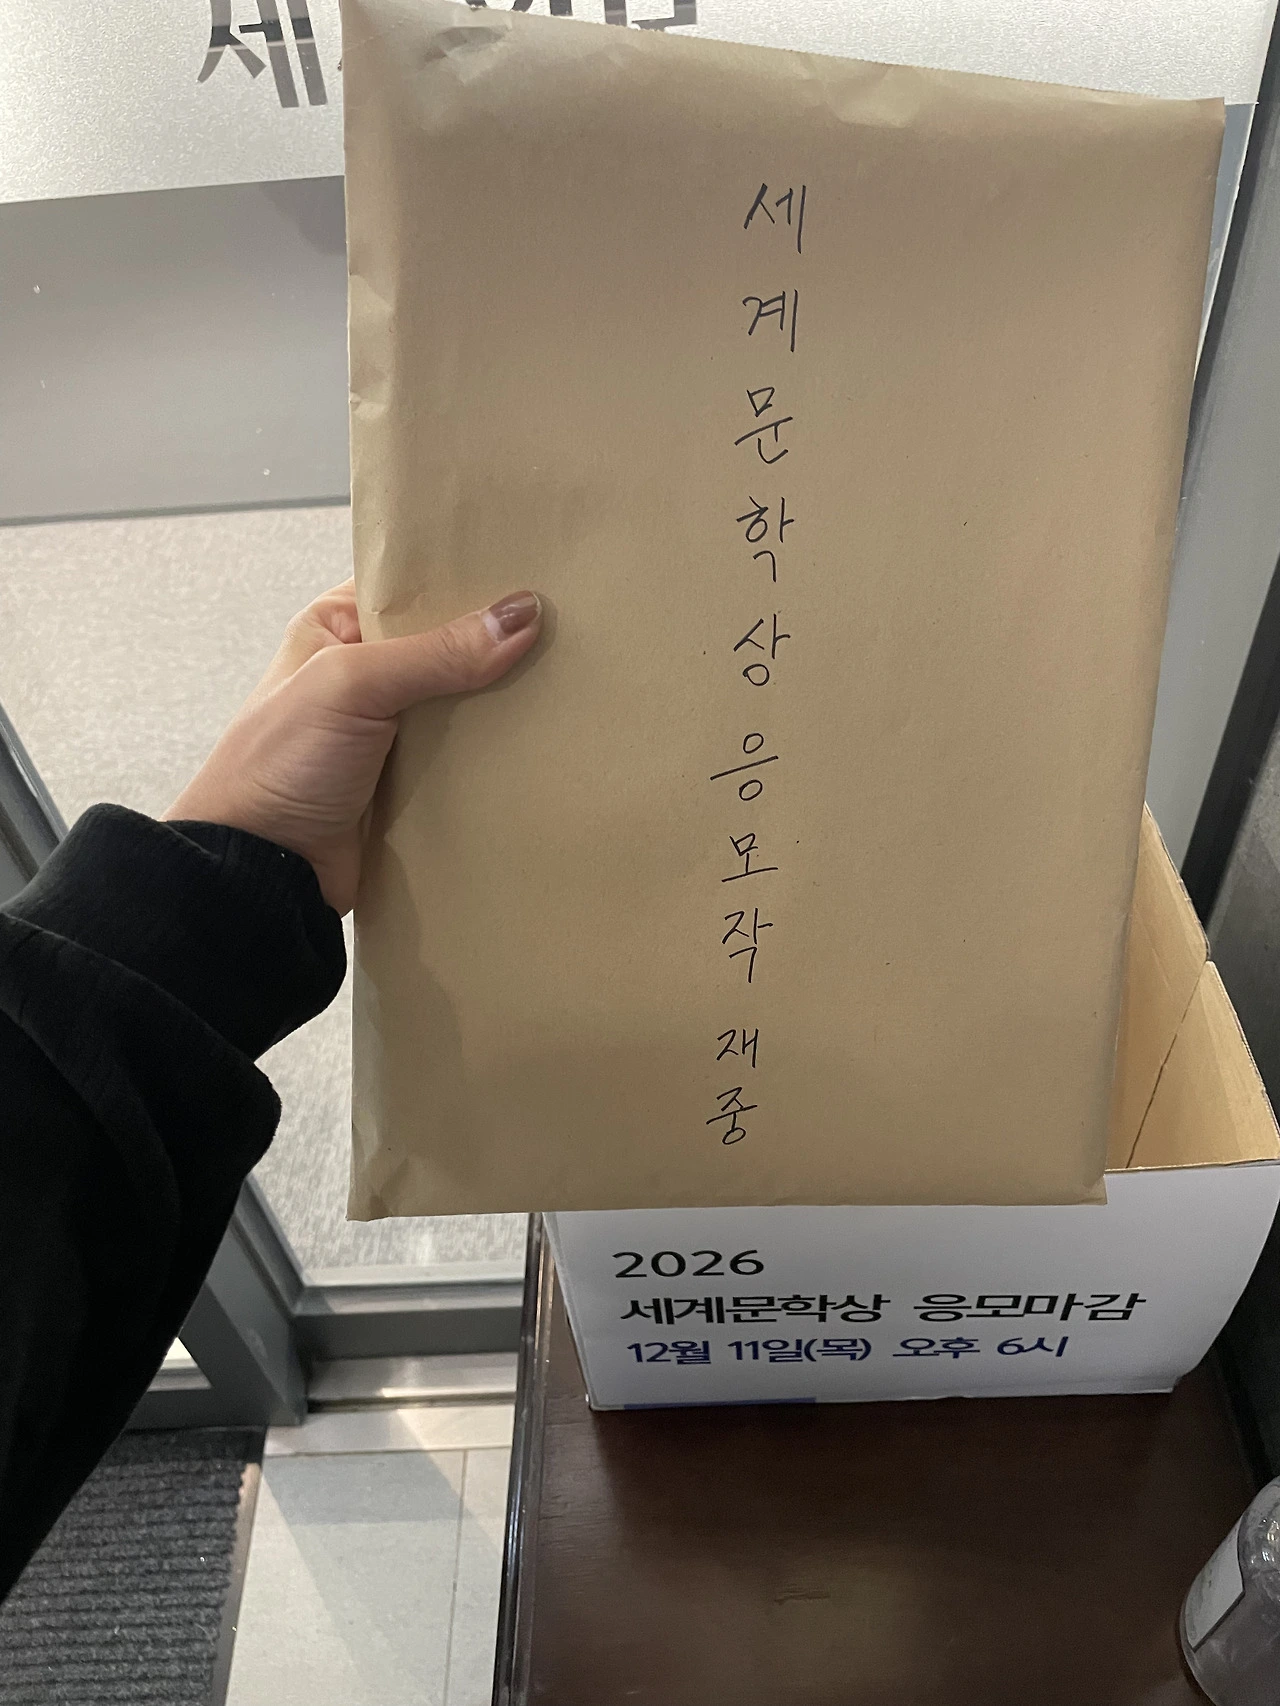 세계문학상 응모작 재중
2026
세계문학상 응모마감
12월 11일(목) 오후 6시